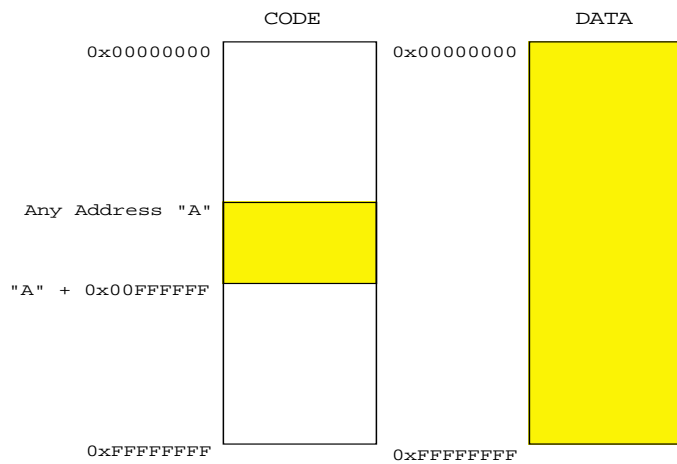 CODE
DATA
0x00000000
0x00000000
Any Address "A"
"A" + 0x00FFFFFF
0xFFFFFFFF
0xFFFFFFFF